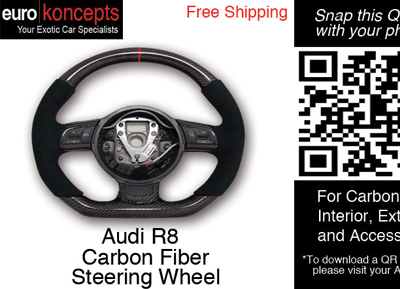 euro koncepts
Your Exotic Car Specialists
Free Shipping
Audi R8
Carbon Fiber
Steering Wheel
Snap this Q
with your ph
For Carbon
Interior, Ext
and Access
*To download a QR
please visit your A